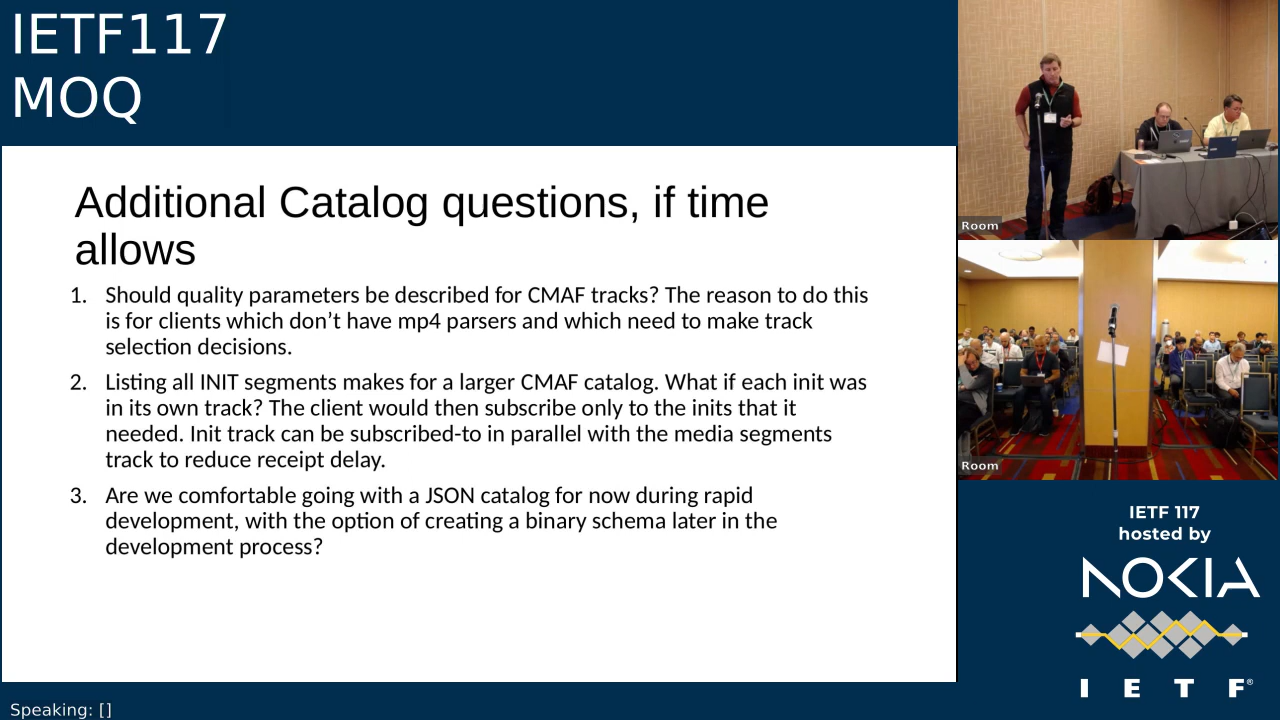 IETF117
MOQ
Additional Catalog questions, if time
allows
1. Should quality parameters be described for CMAF tracks? The reason to do this
is for clients which don’t have mp4 parsers and which need to make track
selection decisions.
2. Listing all INIT segments makes for a larger CMAF catalog. What if each init was
in its own track? The client would then subscribe only to the inits that it
needed. Init track can be subscribed-to in parallel with the media segments
track to reduce receipt delay.
3. Are we comfortable going with a JSON catalog for now during rapid
development, with the option of creating a binary schema later in the
development process?
Room
Room
IETF 117
hosted by
NOKIA
I E T F®
Speaking: []